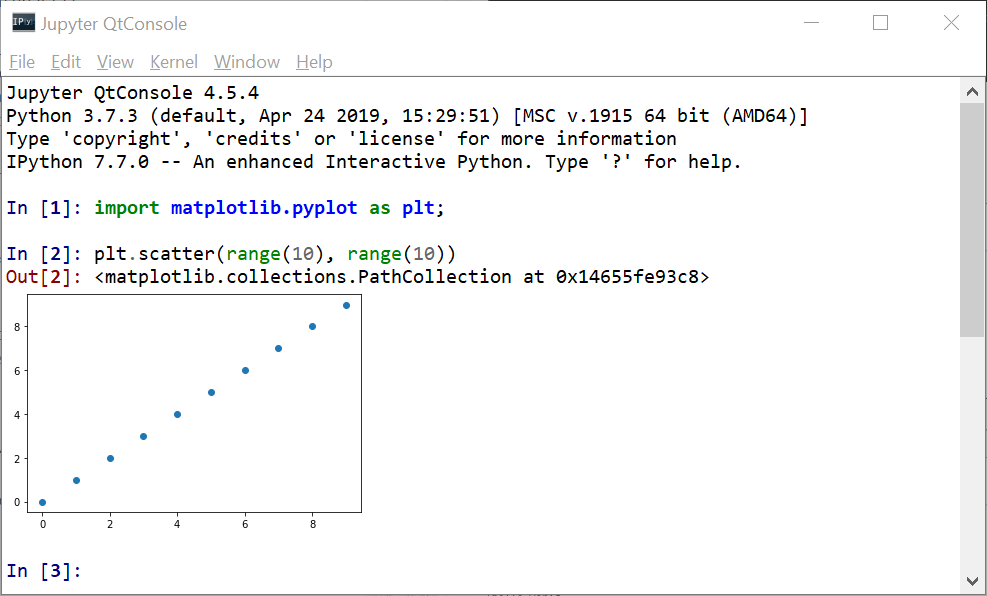 IPy
Jupyter QtConsole
File Edit View Kernel Window Help
Jupyter QtConsole 4.5.4
Python 3.7.3 (default, Apr 24 2019, 15:29:51) [MSC v.1915 64 bit (AMD64)]
Type 'copyright', 'credits' or 'license' for more information
IPython 7.7.0 -- An enhanced Interactive Python. Type '?' for help.
In [1]: import matplotlib.pyplot as plt;
In [2]: plt.scatter(range(10), range(10))
Out[2]: <matplotlib.collections.PathCollection at 0x14655fe93c8>
8
6
4
2
0
0 2 4 6 8
In [3]: